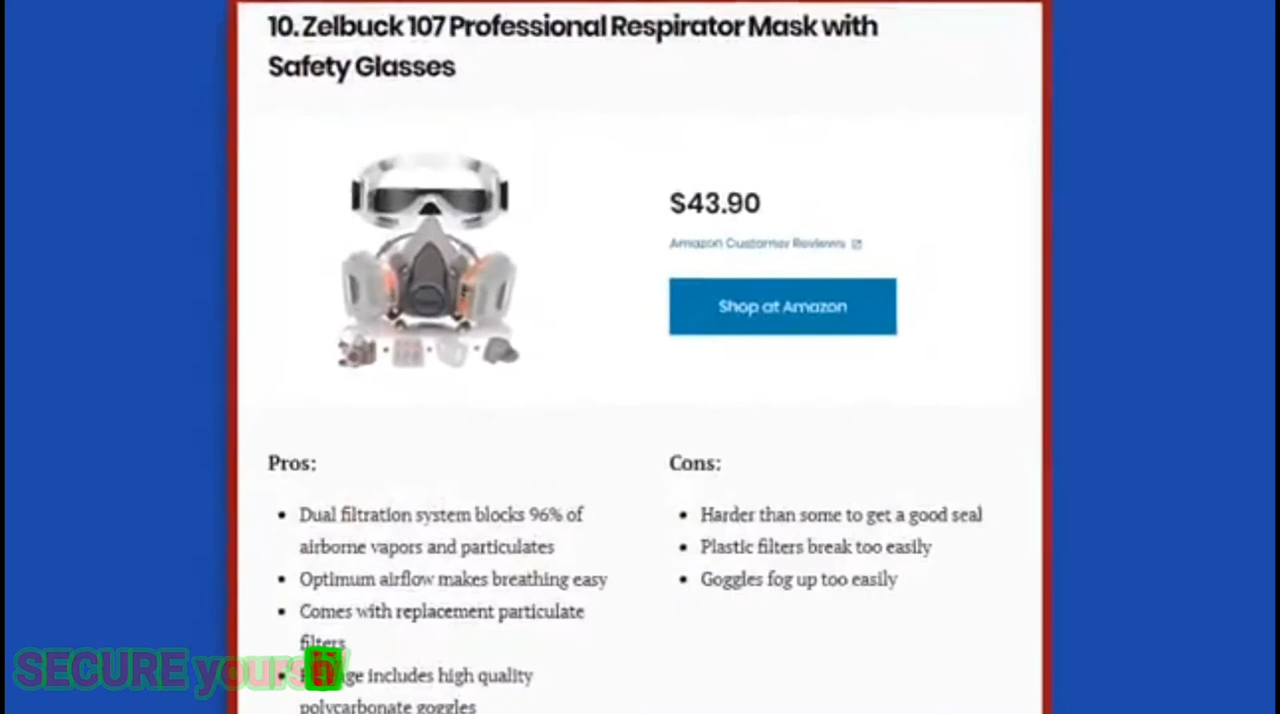 10. Zelbuck 107 Professional Respirator Mask with
Safety Glasses
$43.90
Amazon Customer Reviews
Shop at Amazon
Pros:
Dual filtration system blocks 96% of
airborne vapors and particulates
Optimum airflow makes breathing easy
Comes with replacement particulate
filters
includes high quality
polycarbonate goggles
Cons:
Harder than some to get a good seal
Plastic filters break too easily
Goggles fog up too easily
SECURE